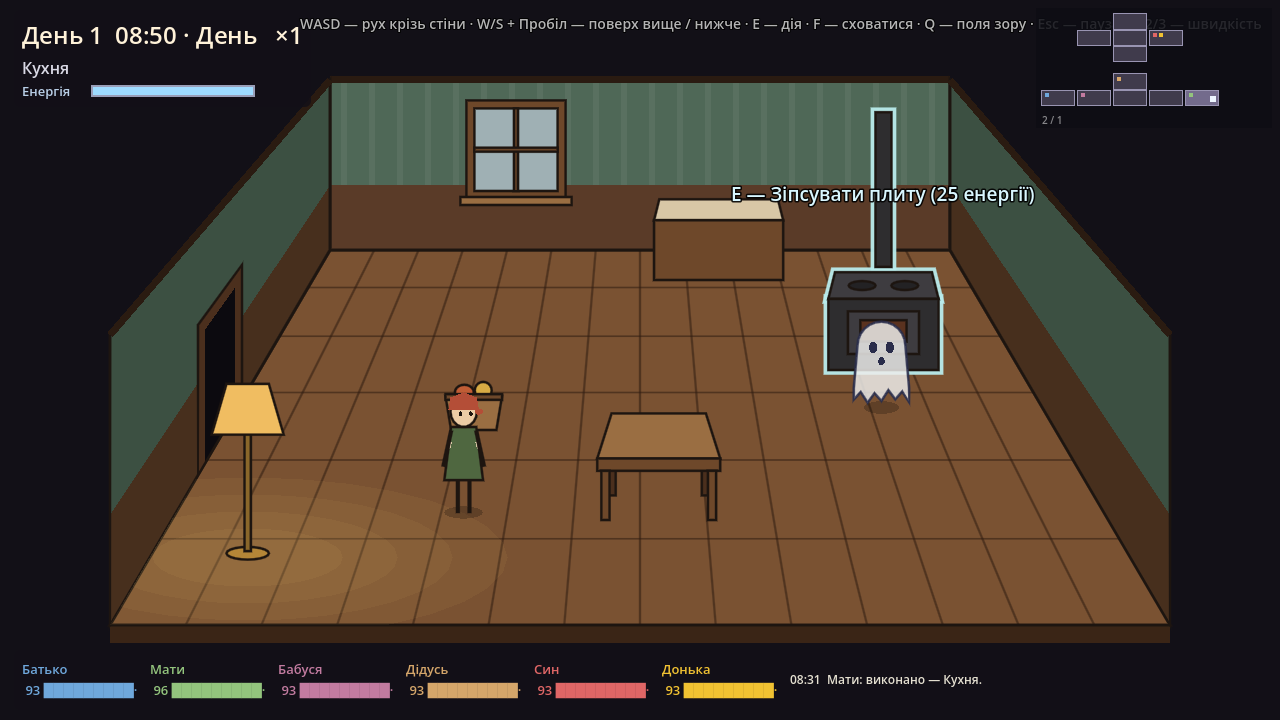 День 1 08:50 · День ×1
WASD — рух крізь стіни · W/S + Пробіл — поверх вище / нижче · E — дія · F — сховатися · Q — поля зору · Esc — пауза · 1/2/3 — швидкість
Кухня
Енергія
2 / 1
E — Зіпсувати плиту (25 енергії)
Батько
Мати
Бабуся
Дідусь
Син
Донька
93
96
93
93
93
93
08:31 Мати: виконано — Кухня.